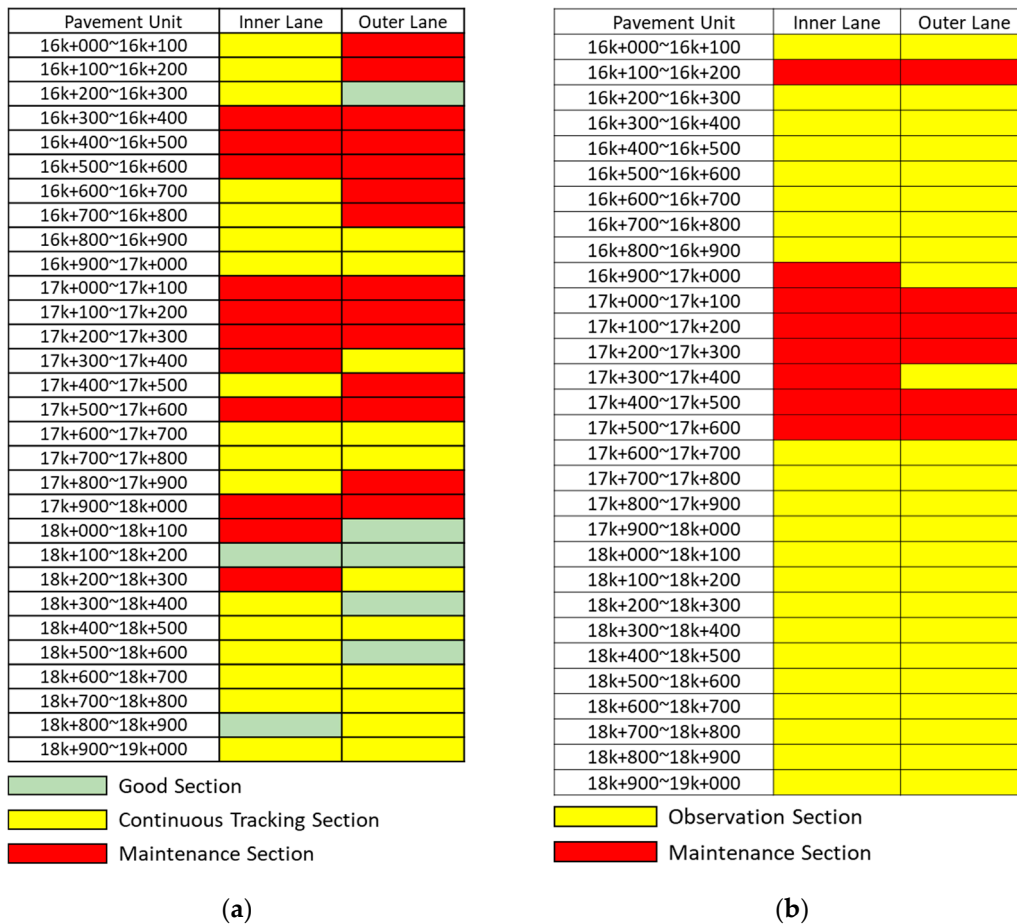 Pavement Unit Inner Lane Outer Lane
16k+000~16k+100
16k+100~16k+200
16k+200~16k+300
16k+300~16k+400
16k+400~16k+500
16k+500~16k+600
16k+600~16k+700
16k+700~16k+800
16k+800~16k+900
16k+900~17k+000
17k+000~17k+100
17k+100~17k+200
17k+200~17k+300
17k+300~17k+400
17k+400~17k+500
17k+500~17k+600
17k+600~17k+700
17k+700~17k+800
17k+800~17k+900
17k+900~18k+000
18k+000~18k+100
18k+100~18k+200
18k+200~18k+300
18k+300~18k+400
18k+400~18k+500
18k+500~18k+600
18k+600~18k+700
18k+700~18k+800
18k+800~18k+900
18k+900~19k+000
Good Section
Continuous Tracking Section
Maintenance Section
(a)
Pavement Unit Inner Lane Outer Lane
16k+000~16k+100
16k+100~16k+200
16k+200~16k+300
16k+300~16k+400
16k+400~16k+500
16k+500~16k+600
16k+600~16k+700
16k+700~16k+800
16k+800~16k+900
16k+900~17k+000
17k+000~17k+100
17k+100~17k+200
17k+200~17k+300
17k+300~17k+400
17k+400~17k+500
17k+500~17k+600
17k+600~17k+700
17k+700~17k+800
17k+800~17k+900
17k+900~18k+000
18k+000~18k+100
18k+100~18k+200
18k+200~18k+300
18k+300~18k+400
18k+400~18k+500
18k+500~18k+600
18k+600~18k+700
18k+700~18k+800
18k+800~18k+900
18k+900~19k+000
Observation Section
Maintenance Section
(b)